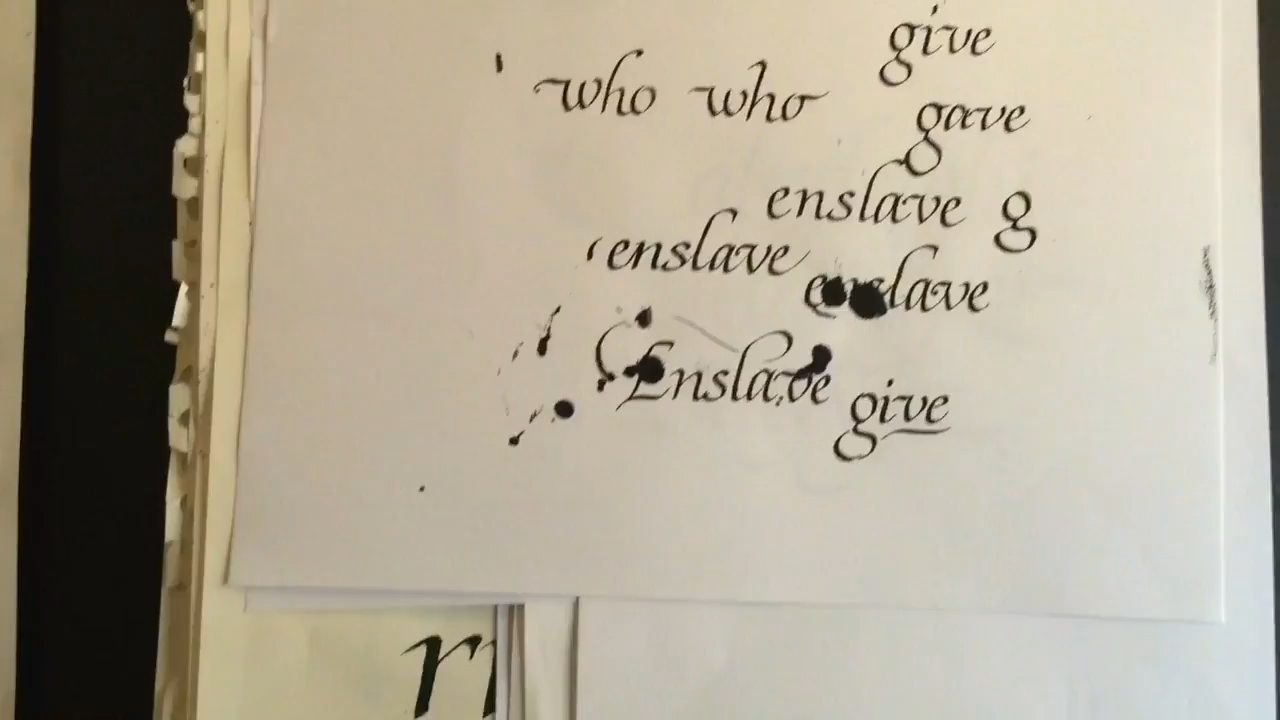 give
who who
gave
enslave g
enslave
enslave
Enslave give